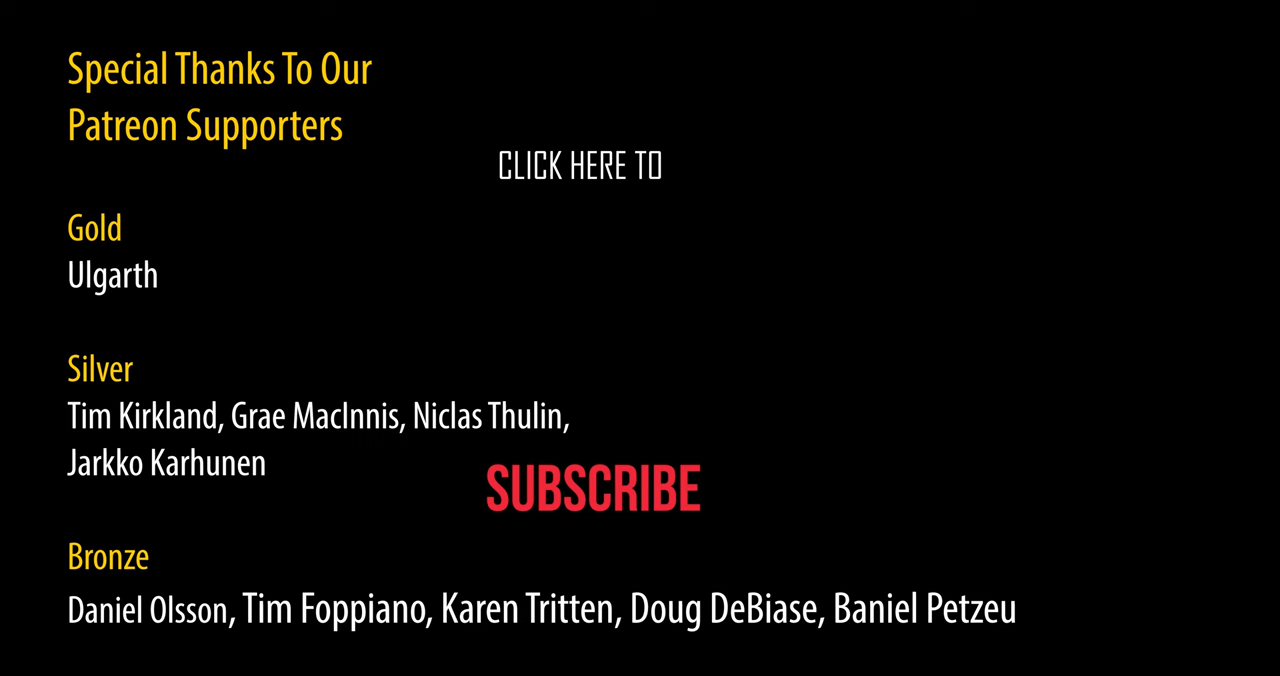 Special Thanks To Our
Patreon Supporters
CLICK HERE TO
Gold
Ulgarth
Silver
Tim Kirkland, Grae MacInnis, Niclas Thulin,
Jarkko Karhunen
SUBSCRIBE
Bronze
Daniel Olsson, Tim Foppiano, Karen Tritten, Doug DeBiase, Baniel Petzeu